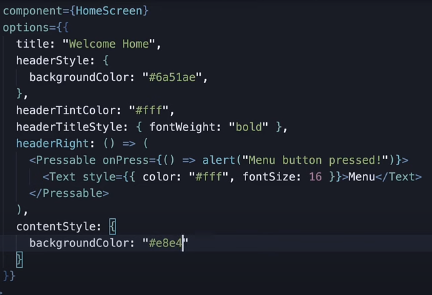 component={HomeScreen}
options={{
title: "Welcome Home",
headerStyle: {
backgroundColor: "#6a51ae",
},
headerTintColor: "#fff",
headerTitleStyle: { fontWeight: "bold" },
headerRight: () => (
<Pressable onPress={() => alert("Menu button pressed!")}>
<Text style={{ color: "#fff", fontSize: 16 }}>Menu</Text>
</Pressable>
),
contentStyle: {
backgroundColor: "#e8e4"
}
}}